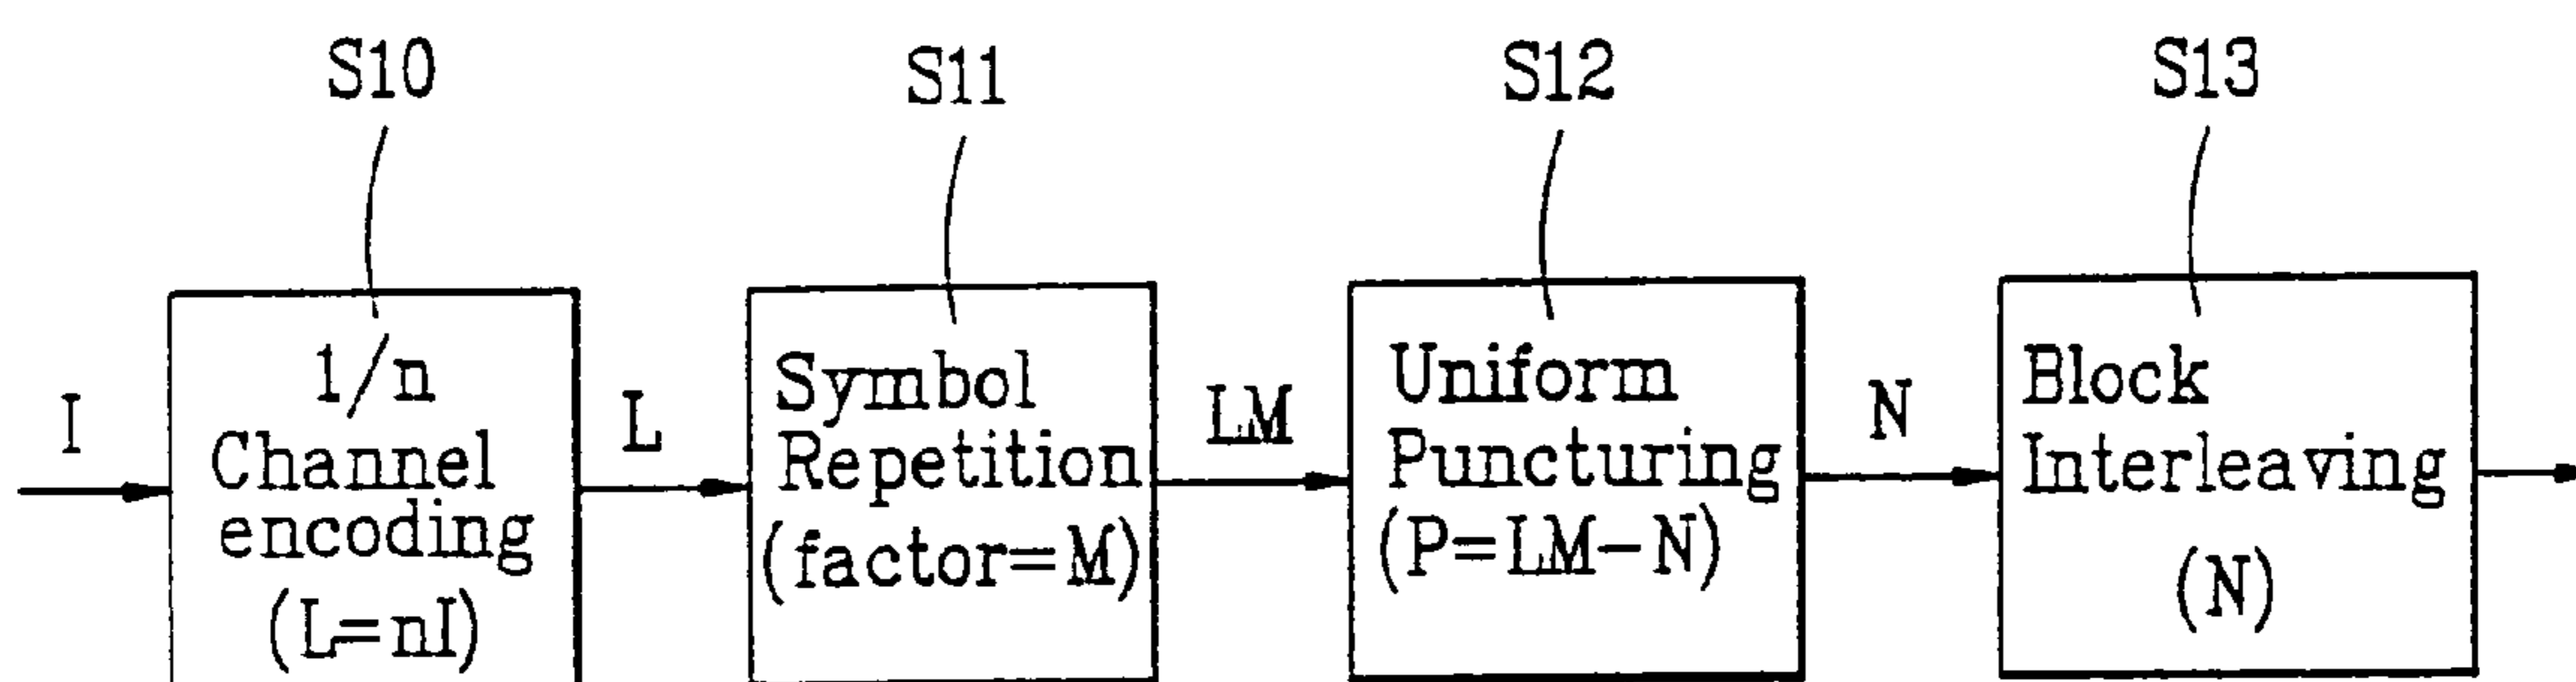 S10
S11
S12
S13
I
1/n
Channel
encoding
(L=nI)
L
Symbol
Repetition
(factor=M)
LM
Uniform
Puncturing
(P=LM-N)
N
Block
Interleaving
(N)